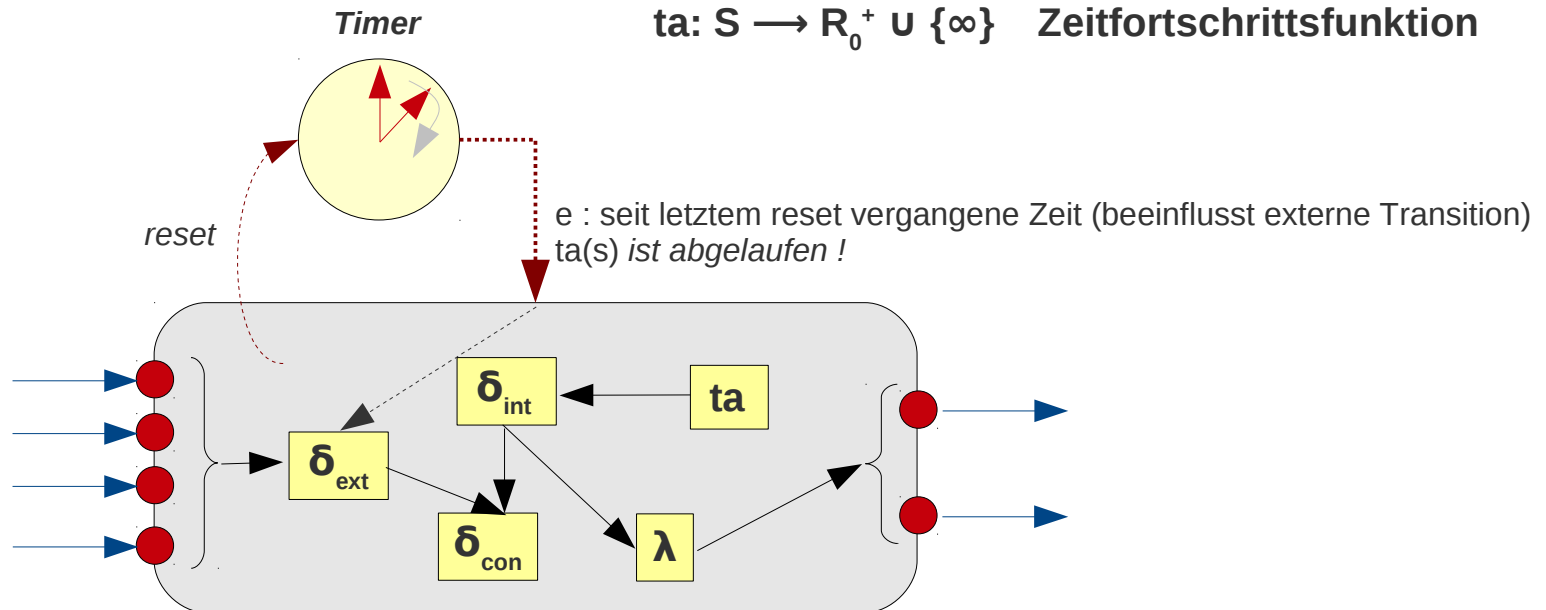 Timer
ta: S ⟶ R₀⁺ ∪ {∞} Zeitfortschrittsfunktion
reset
e : seit letztem reset vergangene Zeit (beeinflusst externe Transition)
ta(s) ist abgelaufen !
δint
ta
δext
δcon
λ